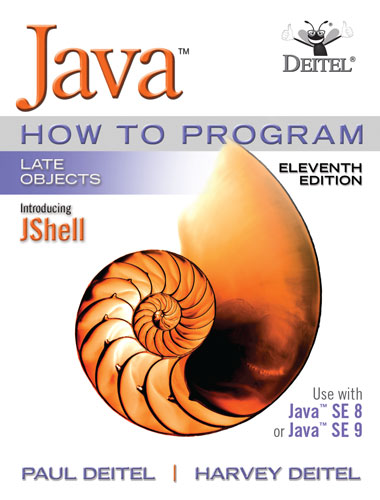 Java™
DEITEL®
HOW TO PROGRAM
LATE
OBJECTS
ELEVENTH
EDITION
Introducing
JShell
Use with
Java™ SE 8
or Java™ SE 9
PAUL DEITEL | HARVEY DEITEL